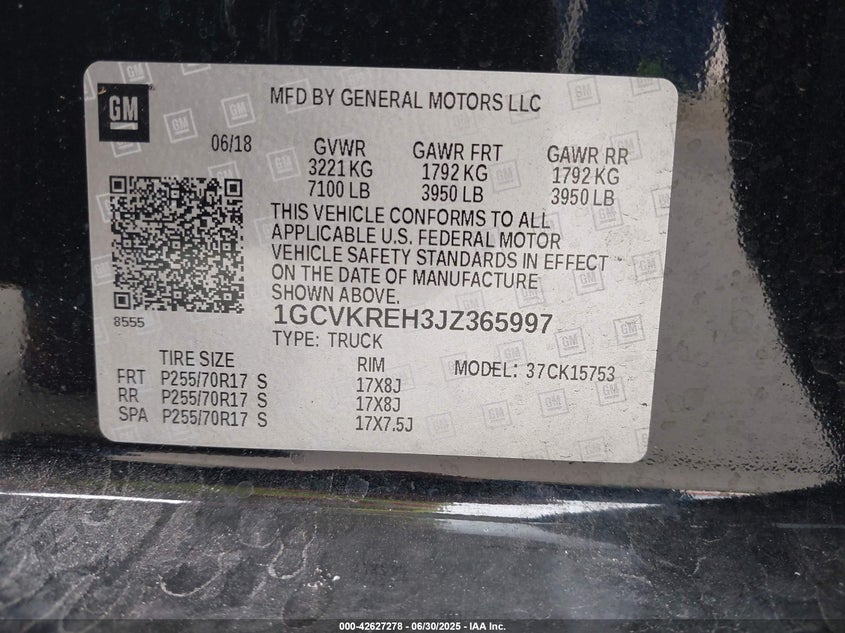 GM
MFD BY GENERAL MOTORS LLC
06/18
GVWR GAWR FRT GAWR RR
3221 KG 1792 KG 1792 KG
7100 LB 3950 LB 3950 LB
THIS VEHICLE CONFORMS TO ALL
APPLICABLE U.S. FEDERAL MOTOR
VEHICLE SAFETY STANDARDS IN EFFECT
ON THE DATE OF MANUFACTURE
SHOWN ABOVE.
8555
1GCVKREH3JZ365997
TYPE: TRUCK
TIRE SIZE RIM MODEL: 37CK15753
FRT P255/70R17 S 17X8J
RR P255/70R17 S 17X8J
SPA P255/70R17 S 17X7.5J
000-42627278 - 06/30/2025 - IAA Inc.